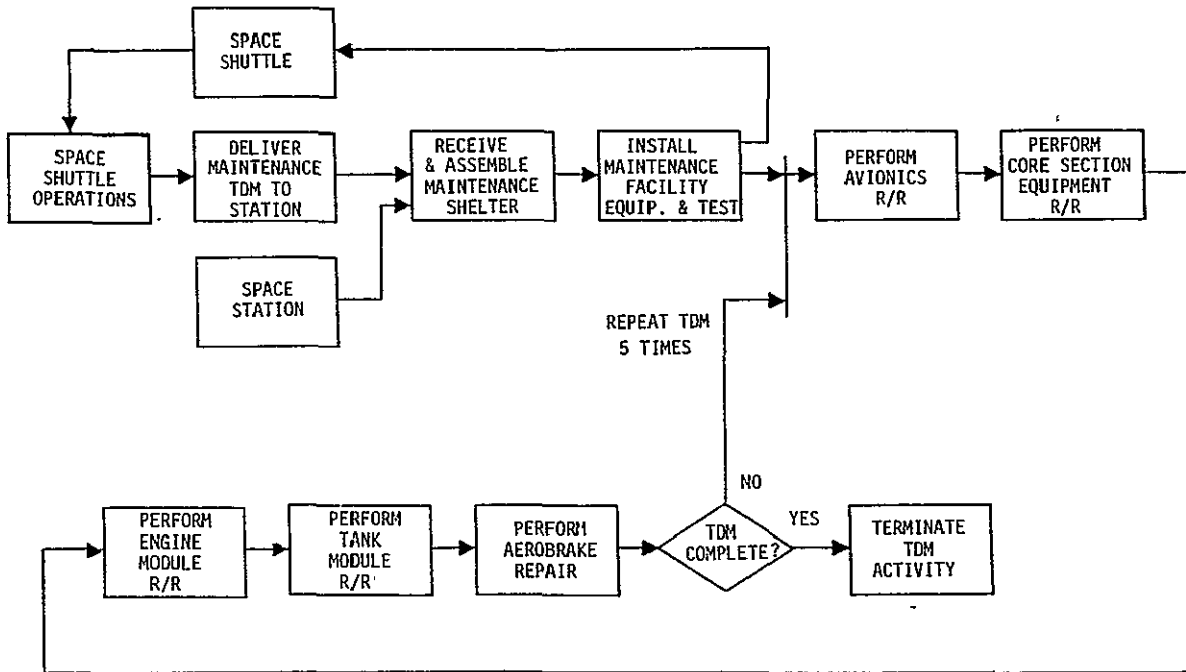 SPACE
SHUTTLE
SPACE
SHUTTLE
OPERATIONS
DELIVER
MAINTENANCE
TDM TO
STATION
RECEIVE
& ASSEMBLE
MAINTENANCE
SHELTER
INSTALL
MAINTENANCE
FACILITY
EQUIP. & TEST
PERFORM
AVIONICS
R/R
PERFORM
CORE SECTION
EQUIPMENT
R/R
SPACE
STATION
REPEAT TDM
5 TIMES
NO
PERFORM
ENGINE
MODULE
R/R
PERFORM
TANK
MODULE
R/R
PERFORM
AEROBRAKE
REPAIR
TDM
COMPLETE?
YES
TERMINATE
TDM
ACTIVITY